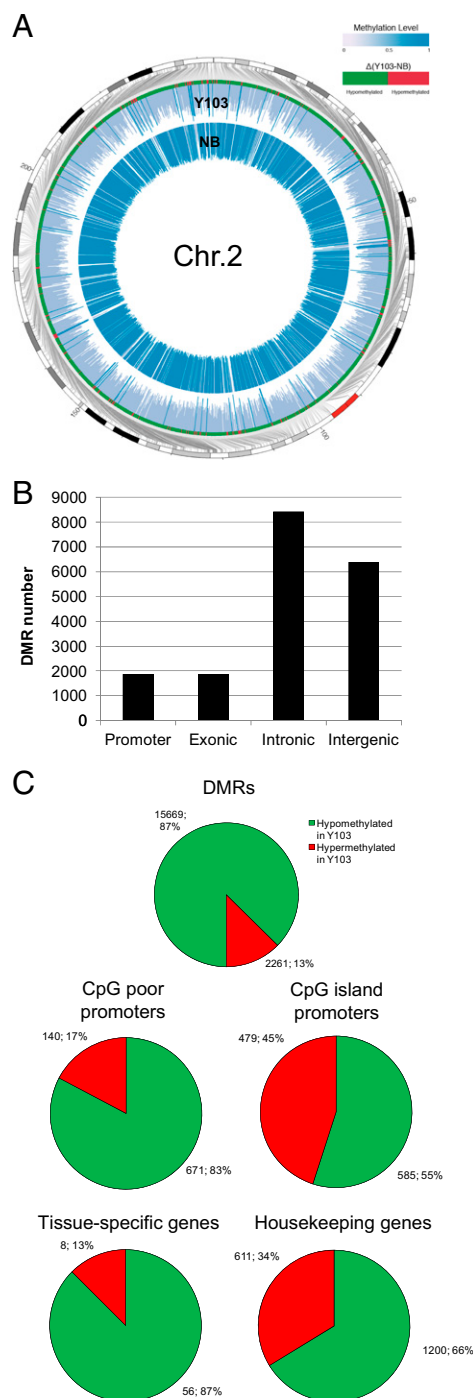 A
Methylation Level
0 0.5 1
Δ(Y103-NB)
Hypomethylated Hypermethylated
Y103
NB
Chr.2
200
50
150
100
B
9000
8000
7000
6000
5000
4000
3000
2000
1000
0
DMR number
Promoter Exonic Intronic Intergenic
C
DMRs
15669;
87%
Hypomethylated
in Y103
Hypermethylated
in Y103
2261; 13%
CpG poor
promoters
140; 17%
671; 83%
CpG island
promoters
479; 45%
585; 55%
Tissue-specific genes
8; 13%
56; 87%
Housekeeping genes
611; 34%
1200; 66%